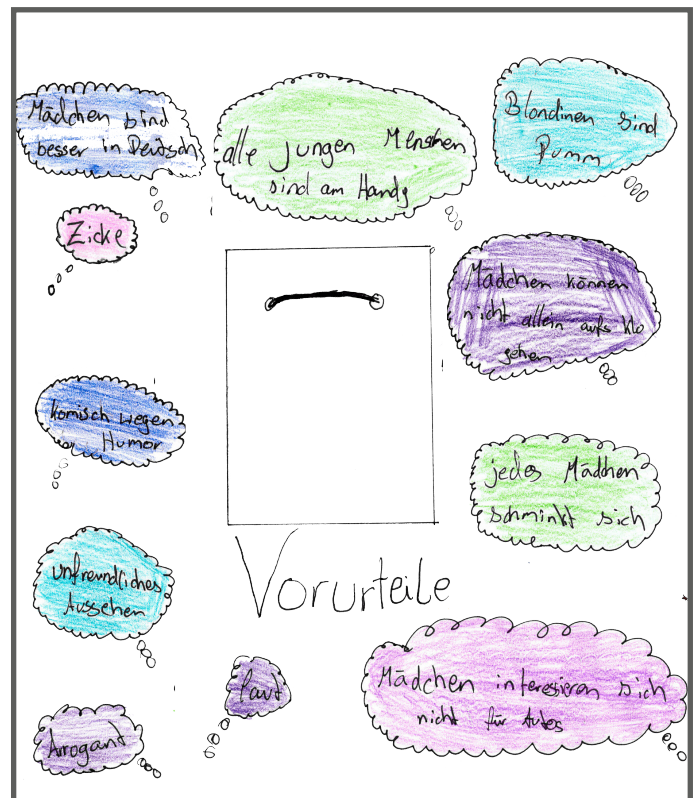 Mädchen sind
besser in Deutsch
alle jungen Menschen
sind am Handy
Blondinen sind
Dumm
Zicke
Mädchen können
nicht allein aufs Klo
gehen
komisch wegen
Humor
jedes Mädchen
schminkt sich
unfreundliches
Aussehen
Vorurteile
laut
Mädchen interesieren sich
nicht für Autos
Arrogant